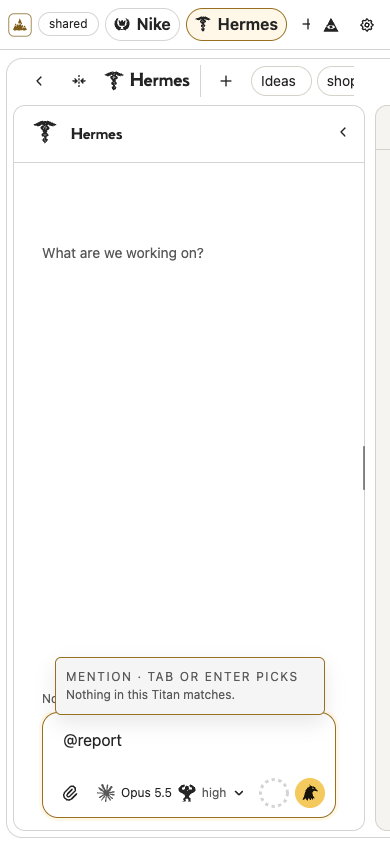 shared
Nike
Hermes
Hermes
Ideas
shop
Hermes
What are we working on?
MENTION · TAB OR ENTER PICKS
Nothing in this Titan matches.
@report
Opus 5.5
high